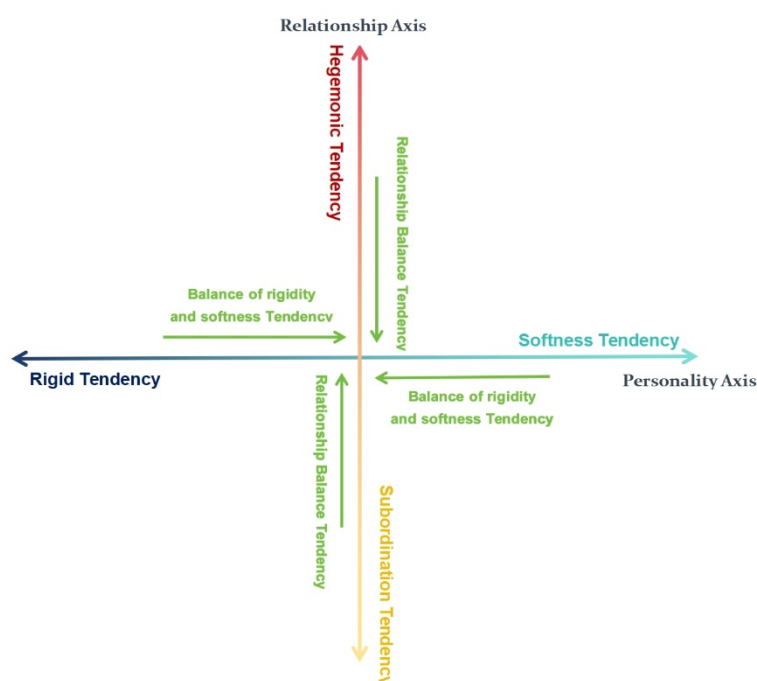 Relationship Axis
Hegemonic Tendency
Relationship Balance Tendency
Balance of rigidity
and softness Tendency
Softness Tendency
Rigid Tendency
Personality Axis
Relationship Balance Tendency
Balance of rigidity
and softness Tendency
Subordination Tendency